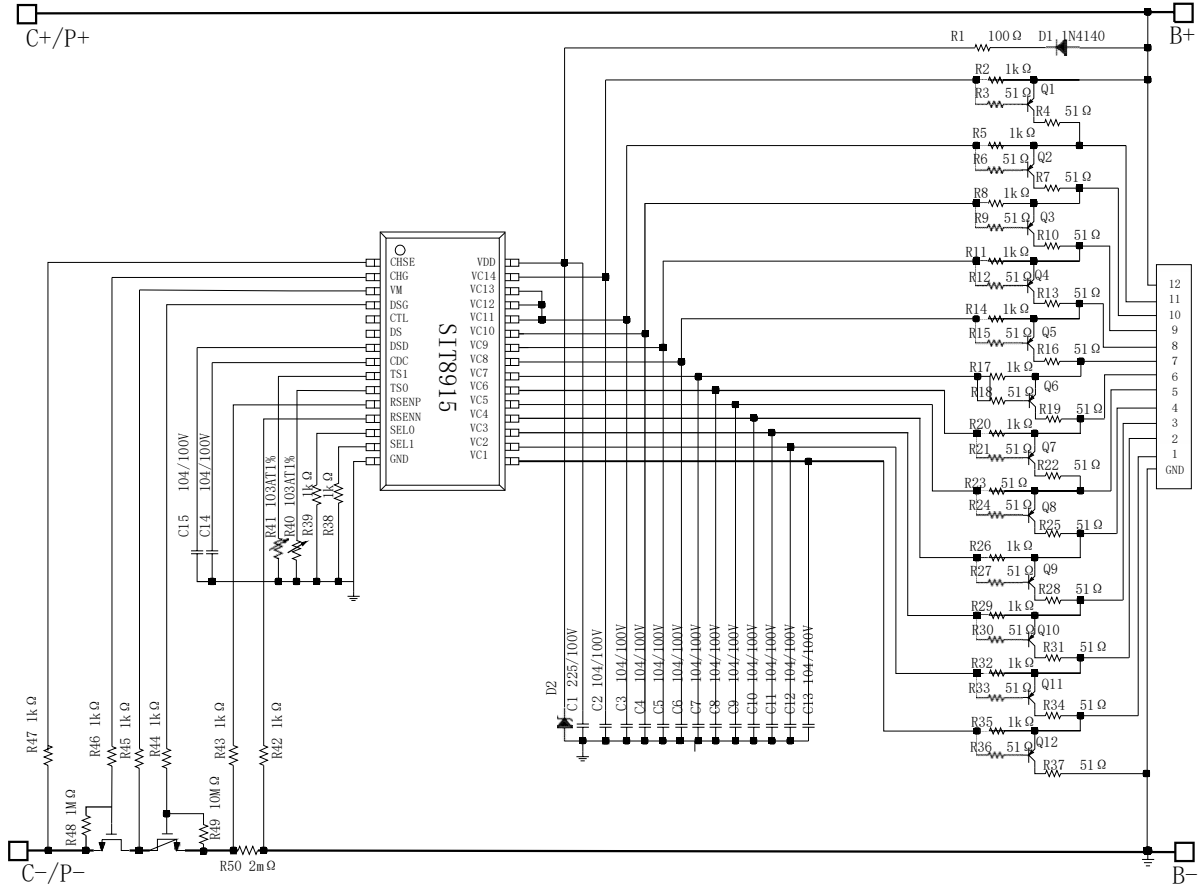 C+/P+
B+
R1 100Ω D1 1N4140
R2 1kΩ
R3 51Ω Q1
R4 51Ω
R5 1kΩ
R6 51Ω Q2
R7 51Ω
R8 1kΩ
R9 51Ω Q3
R10 51Ω
R11 1kΩ
R12 51Ω Q4
R13 51Ω
R14 1kΩ
R15 51Ω Q5
R16 51Ω
R17 1kΩ
R18 51Ω Q6
R19 51Ω
R20 1kΩ
R21 51Ω Q7
R22 51Ω
R23 51Ω
R24 51Ω Q8
R25 51Ω
R26 1kΩ
R27 51Ω Q9
R28 51Ω
R29 1kΩ
R30 51Ω Q10
R31 51Ω
R32 1kΩ
R33 51Ω Q11
R34 51Ω
R35 1kΩ
R36 51Ω Q12
R37 51Ω
12
11
10
9
8
7
6
5
4
3
2
1
GND
SIT8915
CHSE VDD
CHG VC14
VM VC13
DSG VC12
CTL VC11
DS VC10
DSD VC9
CDC VC8
TS1 VC7
TS0 VC6
RSENP VC5
RSENN VC4
SEL0 VC3
SEL1 VC2
GND VC1
C15 104/100V
C14 104/100V
R41 103AT1%
R40 103AT1%
R39 1kΩ
R38 1kΩ
D2
C1 225/100V
C2 104/100V
C3 104/100V
C4 104/100V
C5 104/100V
C6 104/100V
C7 104/100V
C8 104/100V
C9 104/100V
C10 104/100V
C11 104/100V
C12 104/100V
C13 104/100V
R47 1kΩ
R46 1kΩ
R45 1kΩ
R44 1kΩ
R43 1kΩ
R42 1kΩ
R48 1MΩ
R49 10MΩ
R50 2mΩ
C-/P-
B-